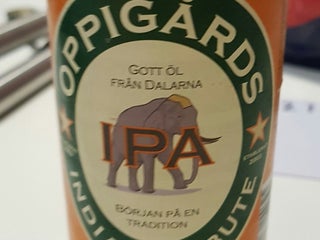 OPPIGÅRDS
GOTT ÖL
FRÅN DALARNA
IPA
BÖRJAN PÅ EN
TRADITION